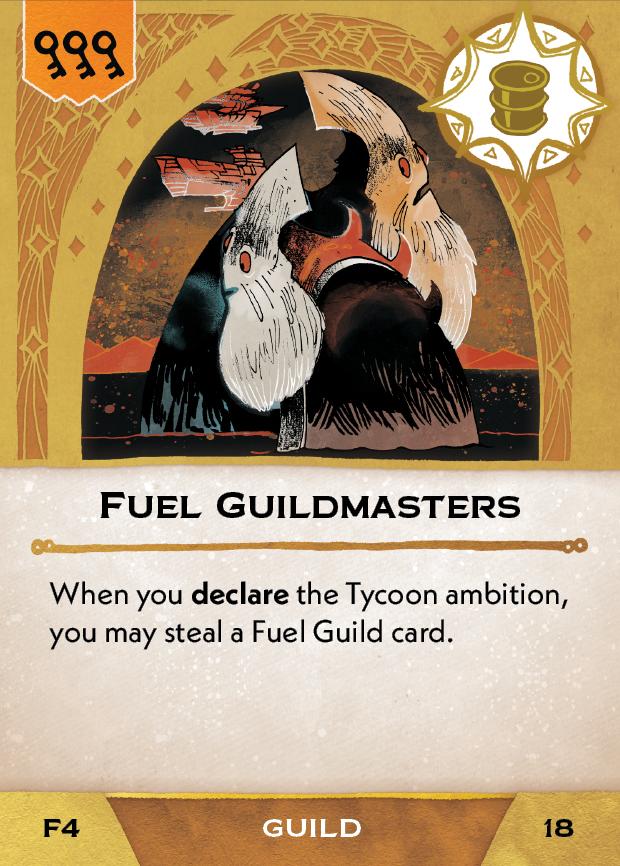 Fuel Guildmasters
When you declare the Tycoon ambition,
you may steal a Fuel Guild card.
F4 GUILD 18